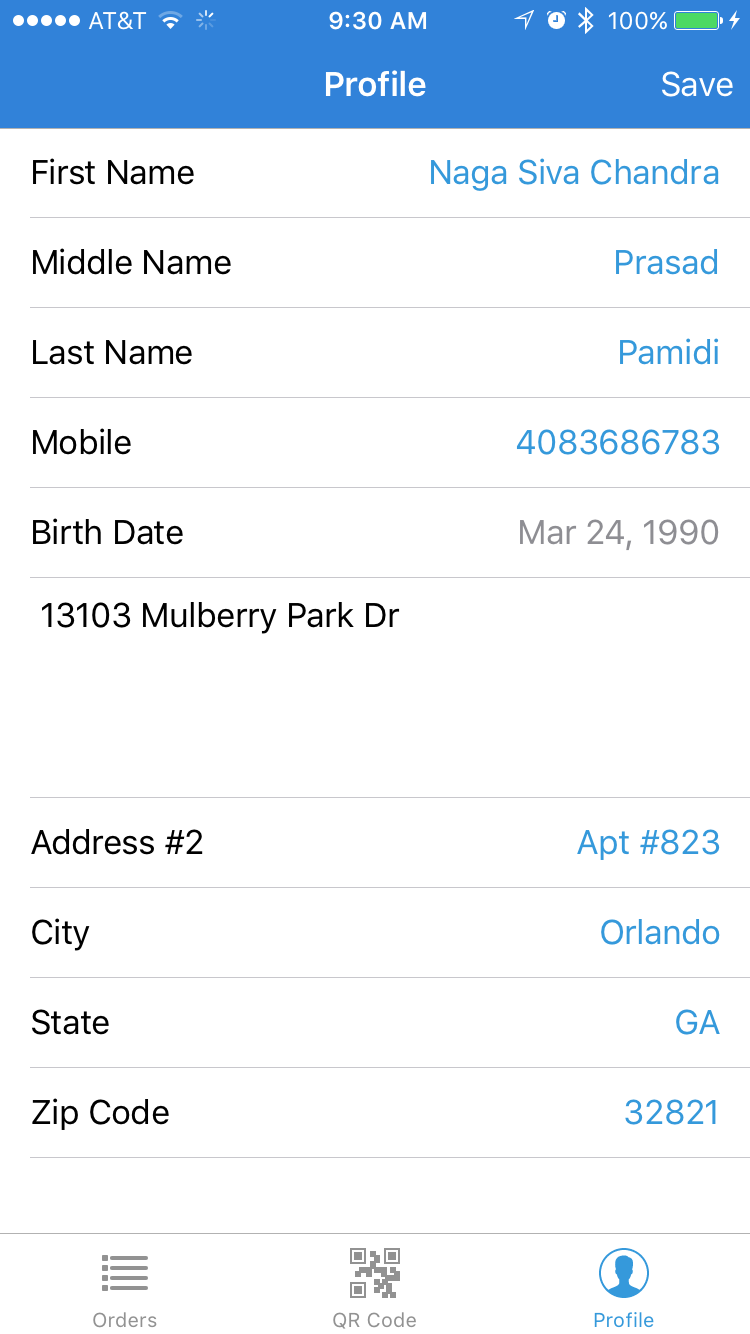 AT&T 9:30 AM 100%
Profile Save
First Name Naga Siva Chandra
Middle Name Prasad
Last Name Pamidi
Mobile 4083686783
Birth Date Mar 24, 1990
13103 Mulberry Park Dr
Address #2 Apt #823
City Orlando
State GA
Zip Code 32821
Orders QR Code Profile